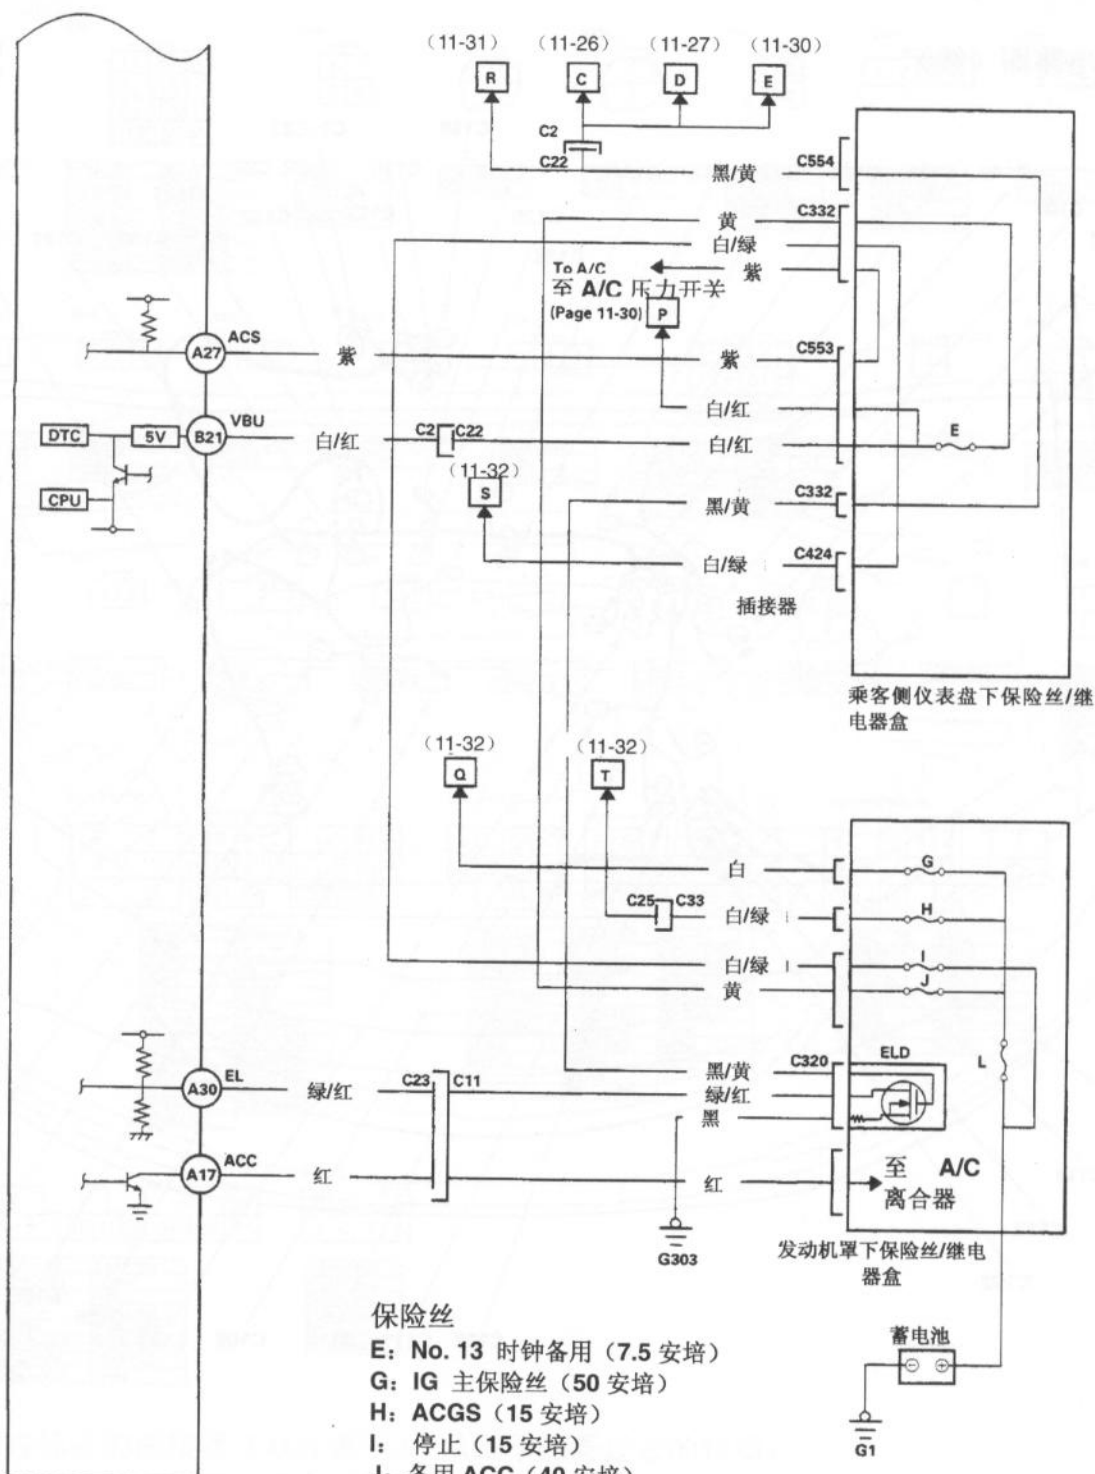 (11-31) (11-26) (11-27) (11-30)
R C D E
C2
C22
黑/黄 C554
黄 C332
白/绿
To A/C 紫
至 A/C 压力开关
(Page 11-30) P
A27 ACS 紫 紫 C553
白/红
E
DTC 5V B21 VBU 白/红 C2 C22 白/红
CPU
(11-32)
S
黑/黄 C332
白/绿 C424
插接器
乘客侧仪表盘下保险丝/继
电器盒
(11-32) (11-32)
Q T
白 G
C25 C33 白/绿 H
白/绿 I
黄 J
L
黑/黄 C320 ELD
A30 EL 绿/红 C23 C11 绿/红
黑
A17 ACC 红 红 至 A/C
离合器
G303
发动机罩下保险丝/继电
器盒
保险丝
E: No. 13 时钟备用（7.5 安培）
G: IG 主保险丝（50 安培）
H: ACGS（15 安培）
I: 停止（15 安培）
J: 备用 ACC（40 安培）
蓄电池
G1